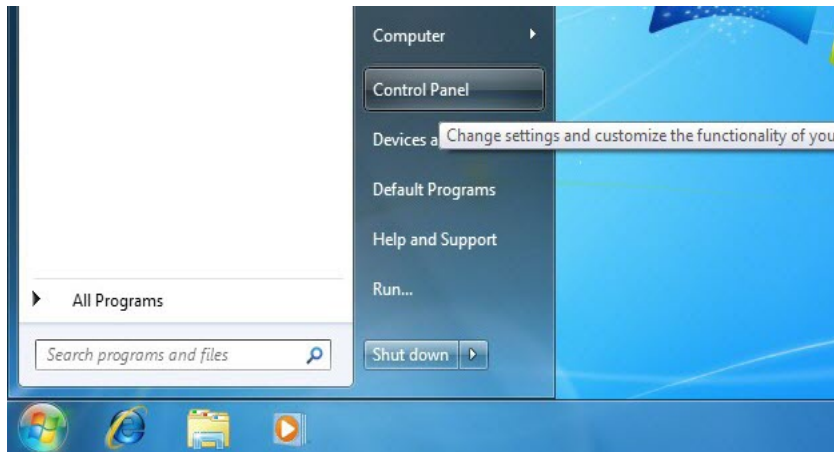 Computer
Control Panel
Devices a
Change settings and customize the functionality of you
Default Programs
Help and Support
Run...
All Programs
Search programs and files
Shut down